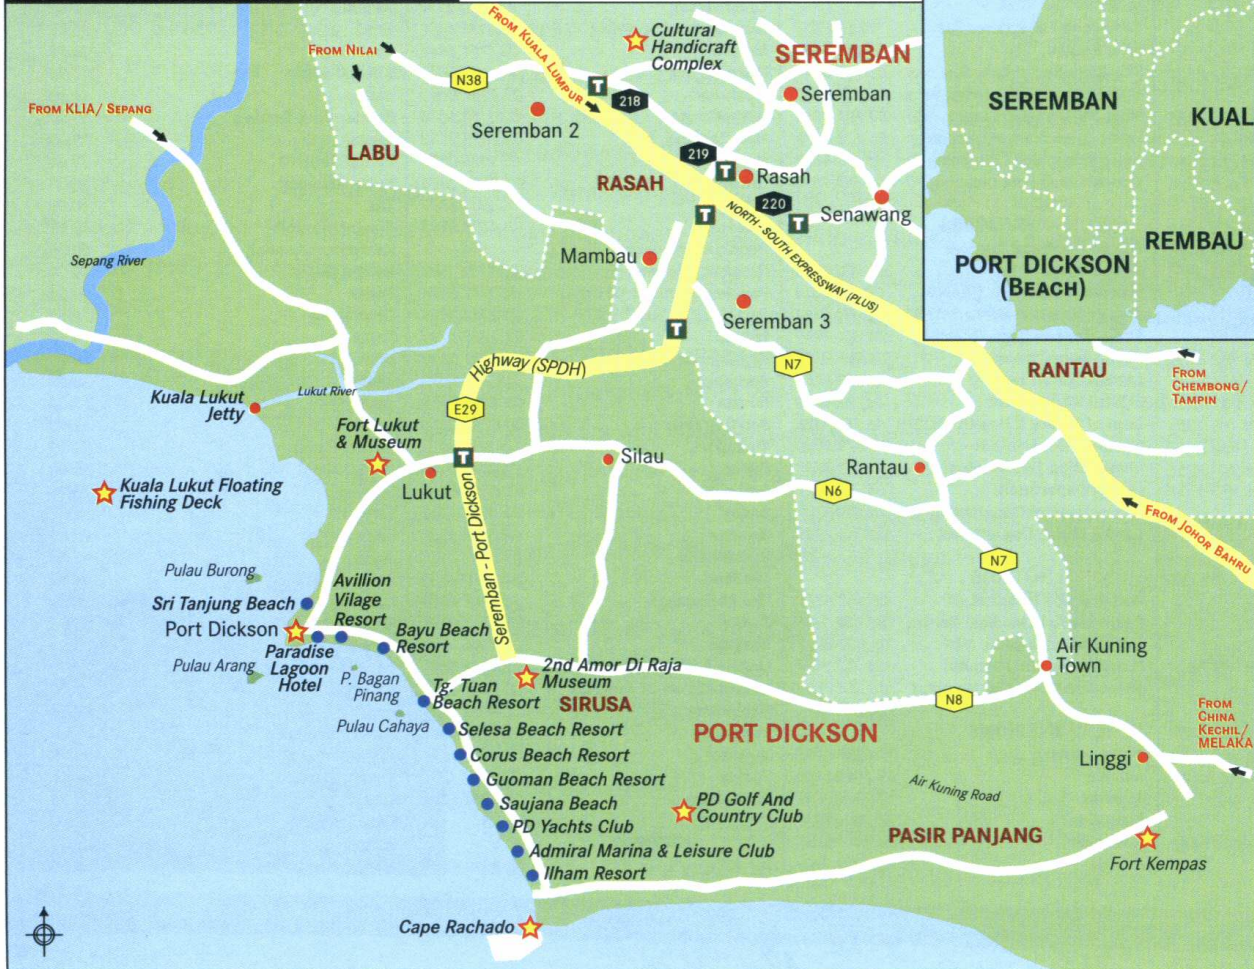 FROM KUALA LUMPUR
Cultural
Handicraft
Complex
SEREMBAN
FROM NILAI
N38
218
Seremban
FROM KLIA/ SEPANG
Seremban 2
LABU
219
RASAH
Rasah
220
Senawang
T
T
T
T
T
T
NORTH - SOUTH EXPRESSWAY (PLUS)
Mambau
Sepang River
Seremban 3
SEREMBAN
KUAL
REMBAU
PORT DICKSON
(BEACH)
Highway (SPDH)
N7
RANTAU
FROM
CHEMBONG/
TAMPIN
Kuala Lukut
Jetty
Lukut River
E29
Fort Lukut
& Museum
Lukut
Silau
Rantau
Kuala Lukut Floating
Fishing Deck
N6
FROM JOHOR BAHRU
Seremban - Port Dickson
N7
Pulau Burong
Avillion
Vilage
Resort
Sri Tanjung Beach
Port Dickson
Bayu Beach
Resort
Pulau Arang
Paradise
Lagoon
Hotel
P. Bagan
Pinang
2nd Amor Di Raja
Museum
Air Kuning
Town
Tg. Tuan
Beach Resort
SIRUSA
N8
Pulau Cahaya
Selesa Beach Resort
PORT DICKSON
FROM
CHINA
KECHIL/
MELAKA
Corus Beach Resort
Linggi
Guoman Beach Resort
Air Kuning Road
Saujana Beach
PD Golf And
Country Club
PD Yachts Club
PASIR PANJANG
Admiral Marina & Leisure Club
Fort Kempas
Ilham Resort
Cape Rachado